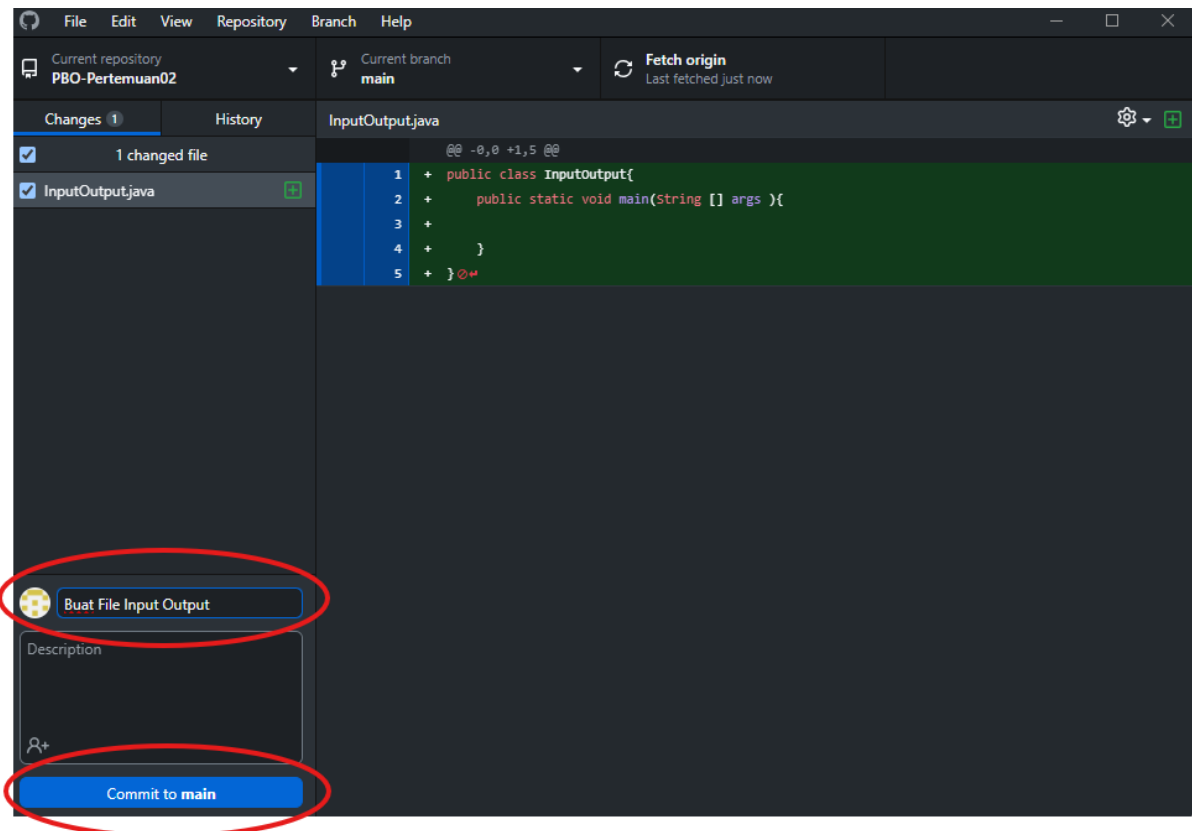 File Edit View Repository Branch Help
Current repository
PBO-Pertemuan02
Current branch
main
Fetch origin
Last fetched just now
Changes 1
History
1 changed file
InputOutput.java
InputOutput.java
@@ -0,0 +1,5 @@
1 + public class InputOutput{
2 + public static void main(String [] args ){
3 +
4 + }
5 + }
Buat File Input Output
Description
Commit to main